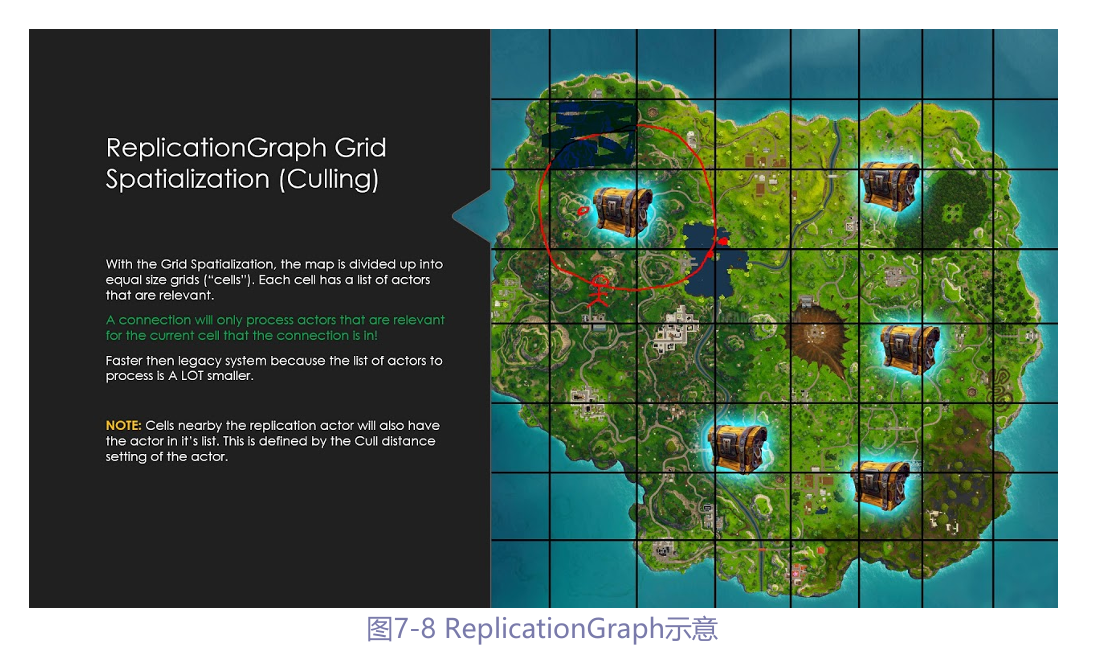 ReplicationGraph Grid
Spatialization (Culling)
With the Grid Spatialization, the map is divided up into
equal size grids (“cells”). Each cell has a list of actors
that are relevant.
A connection will only process actors that are relevant
for the current cell that the connection is in!
Faster then legacy system because the list of actors to
process is A LOT smaller.
NOTE: Cells nearby the replication actor will also have
the actor in it’s list. This is defined by the Cull distance
setting of the actor.
图7-8 ReplicationGraph示意